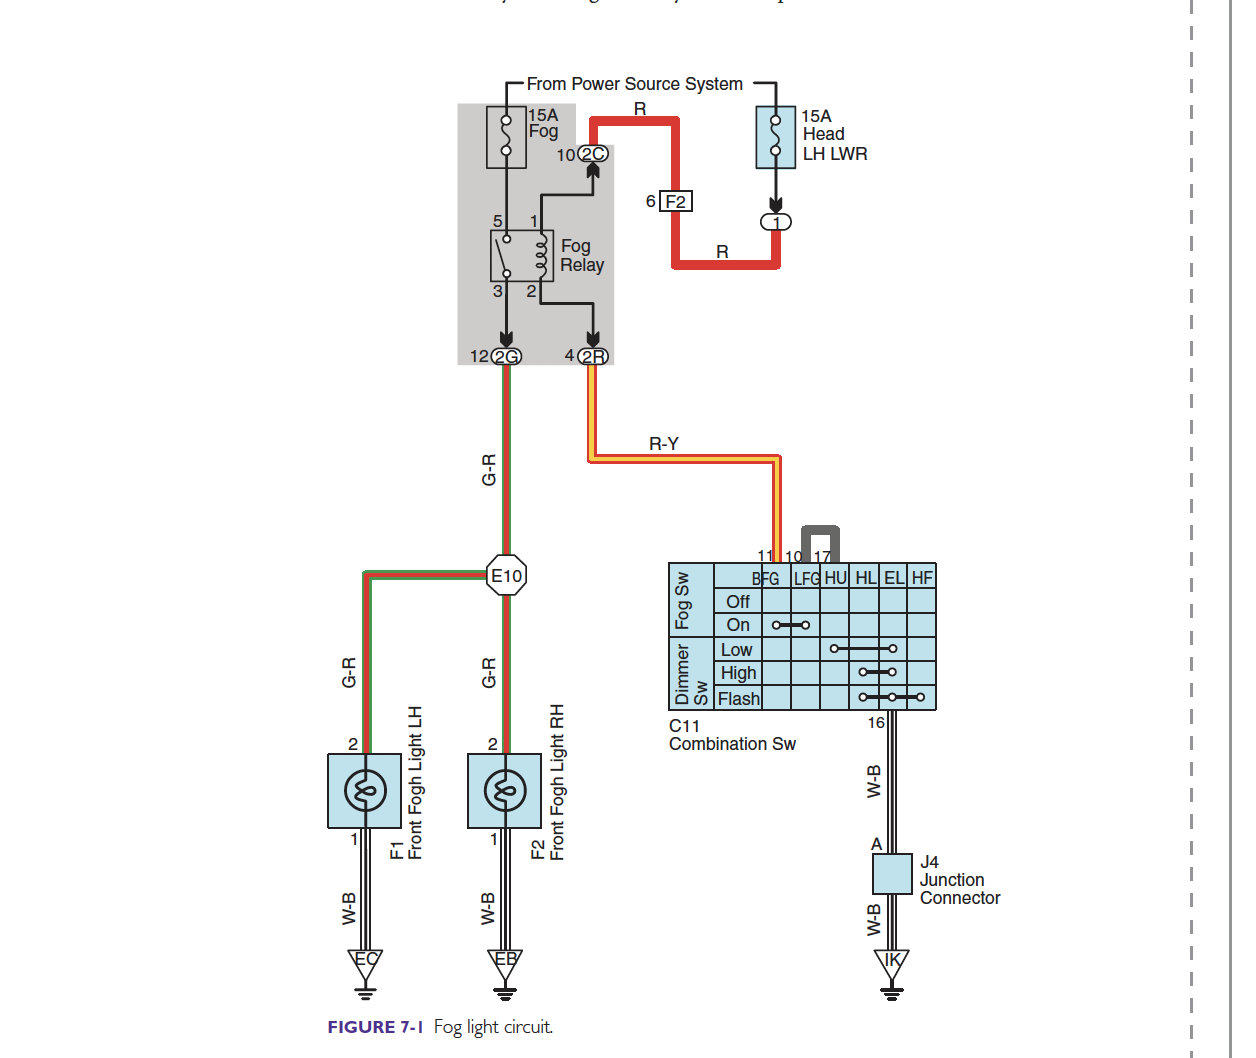 From Power Source System
15A
Fog
R
15A
Head
LH LWR
10 2C
6 F2
1
5 1
Fog
Relay
R
3 2
12 2G
4 2R
R-Y
G-R
11 10 17
E10
Fog Sw
BFG LFG HU HL EL HF
Off
On
Dimmer
Sw
Low
High
Flash
C11
Combination Sw
16
G-R
G-R
2
2
F1
Front Fogh Light LH
F2
Front Fogh Light RH
1
1
W-B
A
J4
Junction
Connector
W-B
W-B
W-B
EC
EB
IK
FIGURE 7-1 Fog light circuit.